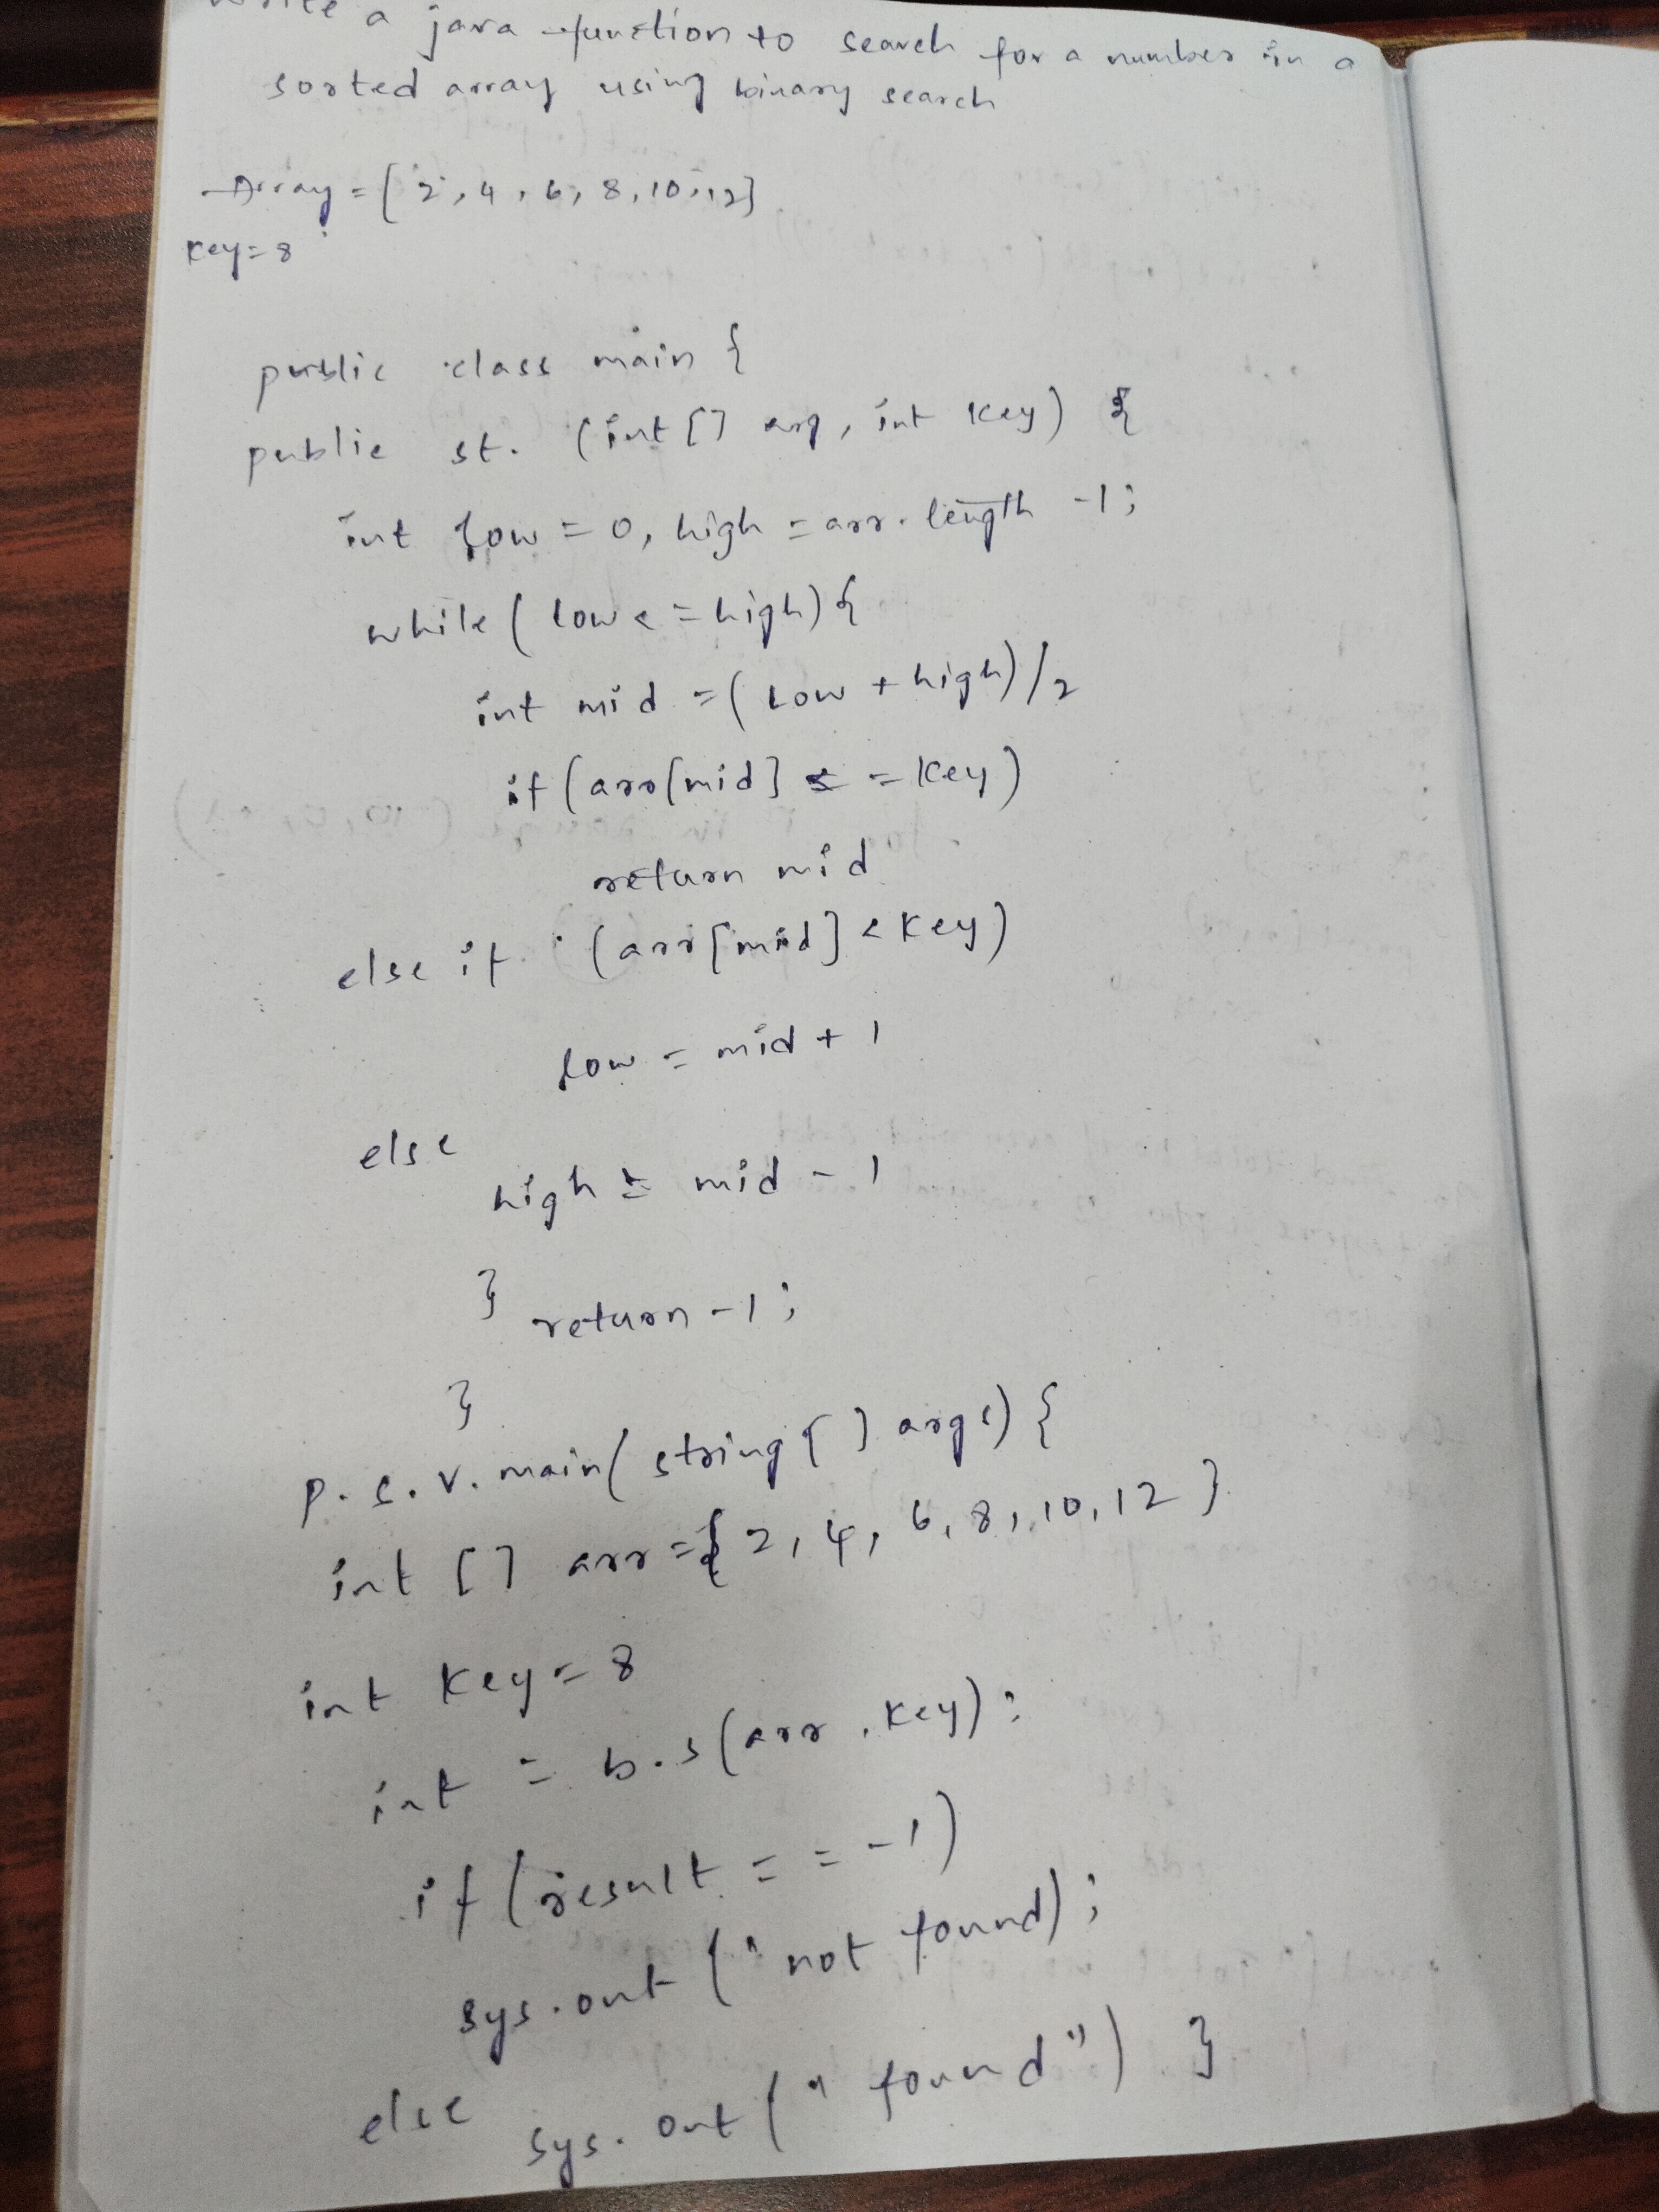 a java function to search for a number in a
sorted array using binary search
Array = [2, 4, 6, 8, 10, 12]
Key = 8
public class main {
public st. (int [] arr, int key) {
int low = 0, high = arr.length -1;
while (low <= high) {
int mid = (low + high)/2
if (arr[mid] = = key)
return mid
else if (arr[mid] < key)
low = mid + 1
else
high = mid - 1
} return -1;
}
p.s.v.main(string[] args) {
int [] arr = { 2, 4, 6, 8, 10, 12 }
int key = 8
int = b.s(arr, key);
if (result = = -1)
sys.out ("not found);
else sys.out ("found") }